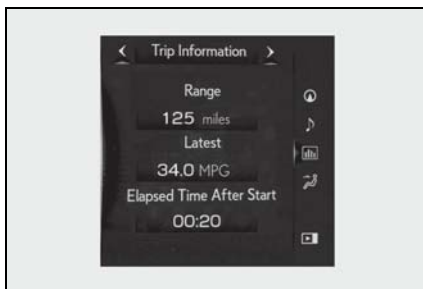 Trip Information
Range
125 miles
Latest
34.0 MPG
Elapsed Time After Start
00:20